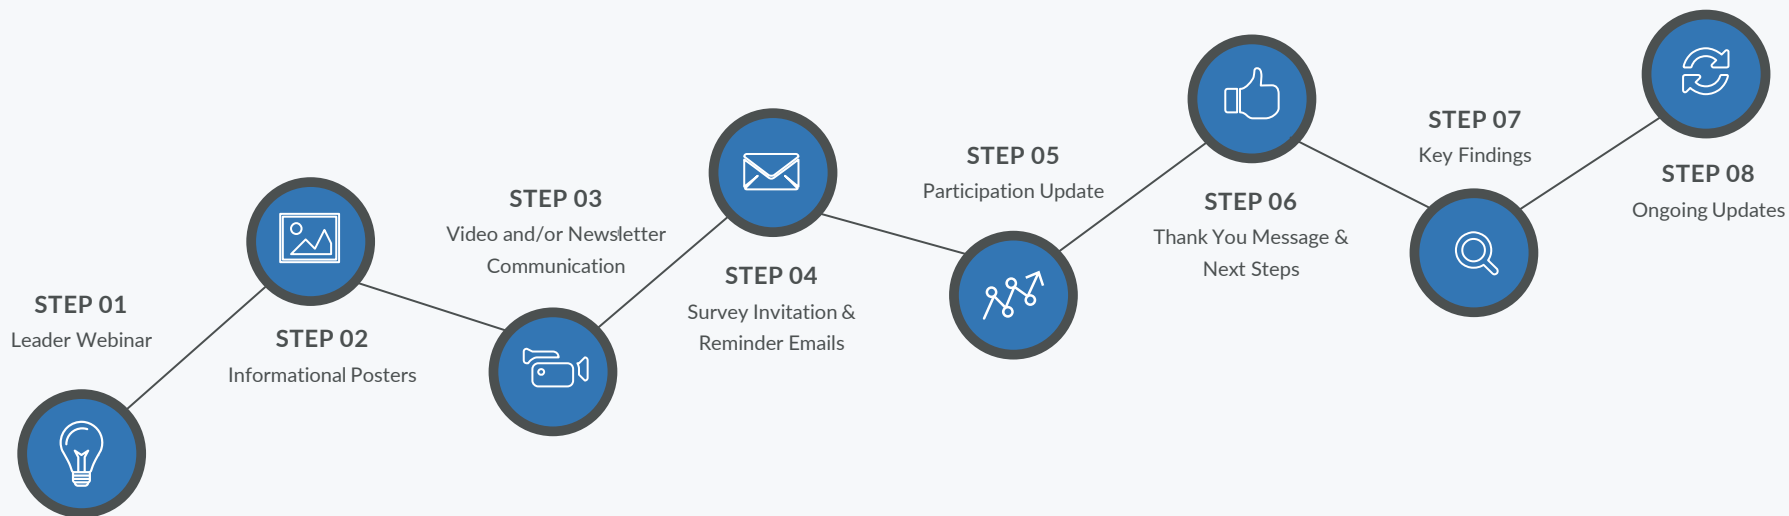 STEP 01
Leader Webinar
STEP 02
Informational Posters
STEP 03
Video and/or Newsletter
Communication
STEP 04
Survey Invitation &
Reminder Emails
STEP 05
Participation Update
STEP 06
Thank You Message &
Next Steps
STEP 07
Key Findings
STEP 08
Ongoing Updates